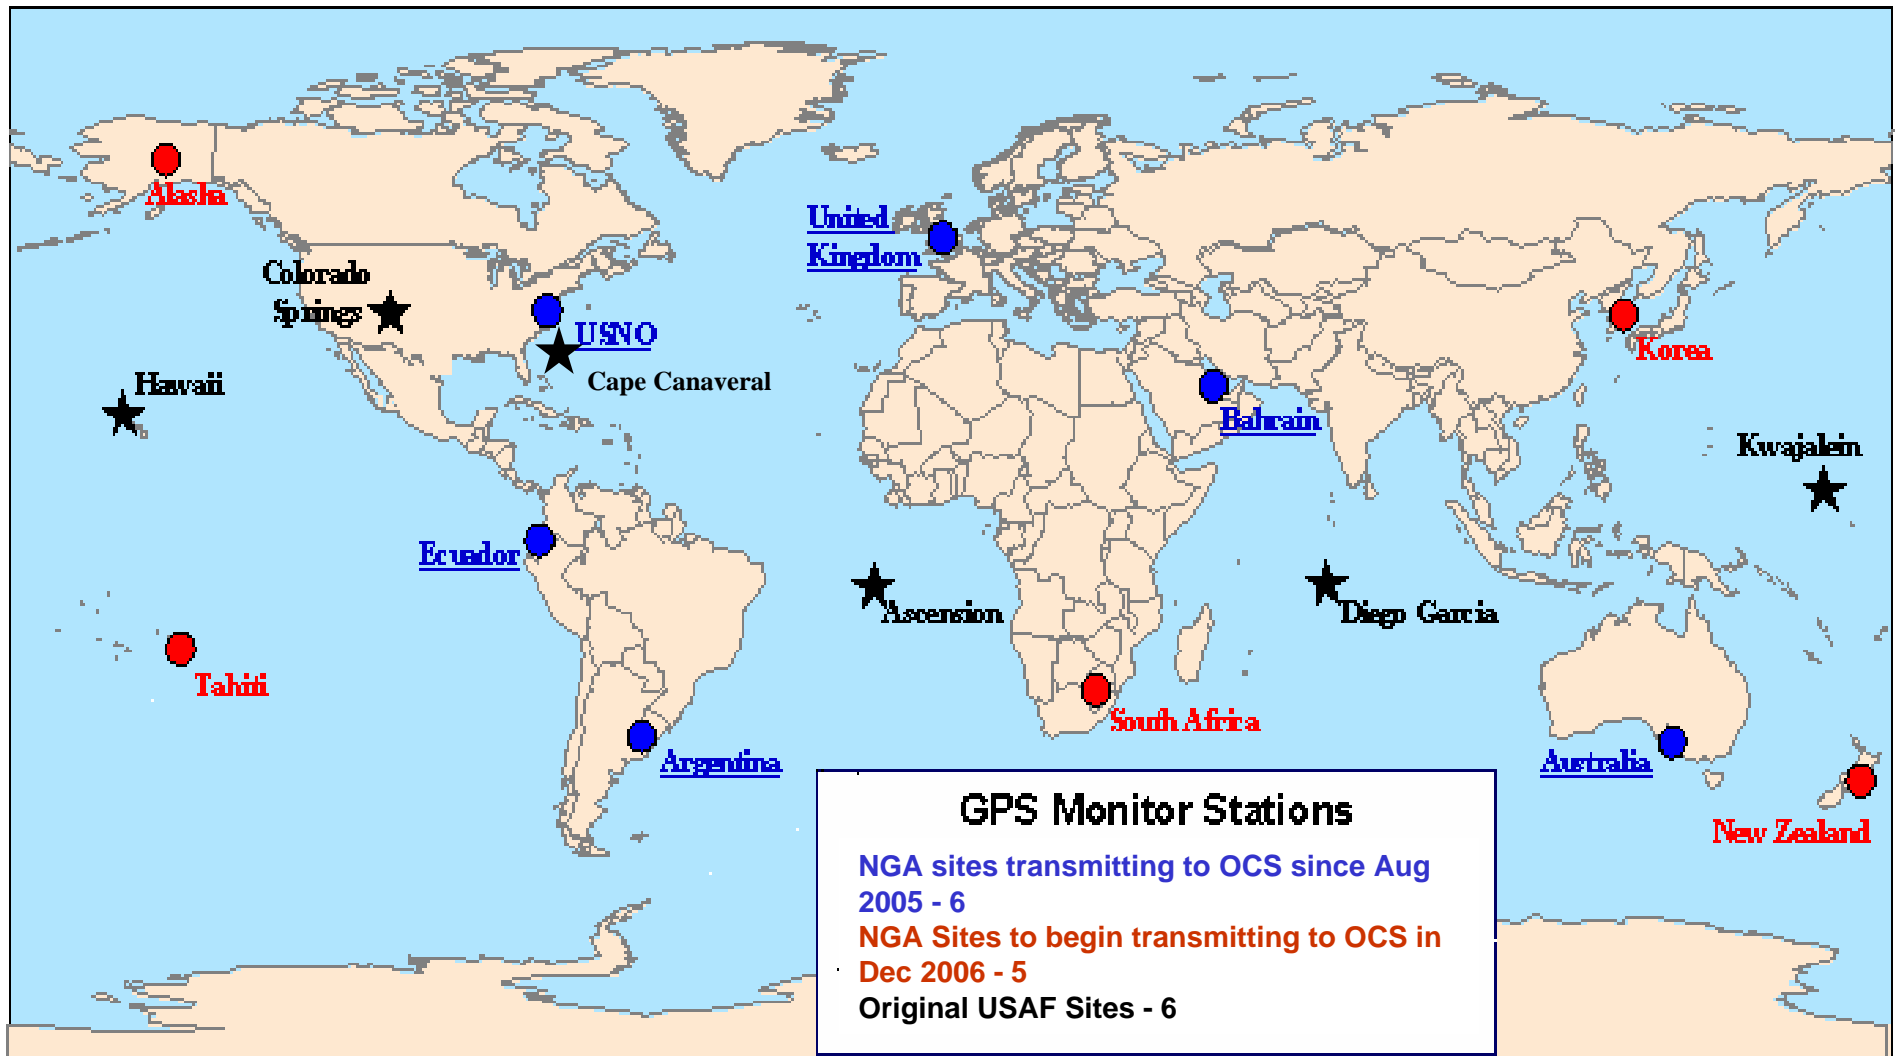 Alaska
United
Kingdom
Colorado
Springs
USNO
Korea
Cape Canaveral
Hawaii
Bahrain
Kwajalein
Ecuador
Ascension
Diego Garcia
Tahiti
South Africa
Argentina
Australia
New Zealand
GPS Monitor Stations
NGA sites transmitting to OCS since Aug
2005 - 6
NGA Sites to begin transmitting to OCS in
Dec 2006 - 5
Original USAF Sites - 6